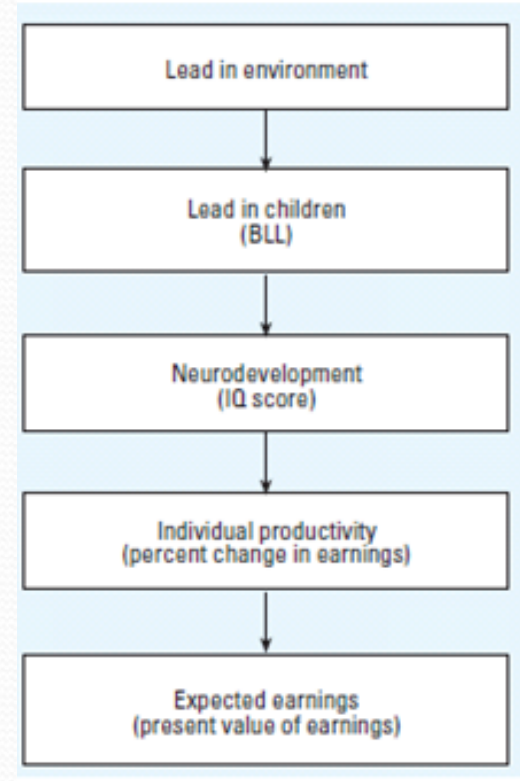 Lead in environment
Lead in children
(BLL)
Neurodevelopment
(IQ score)
Individual productivity
(percent change in earnings)
Expected earnings
(present value of earnings)